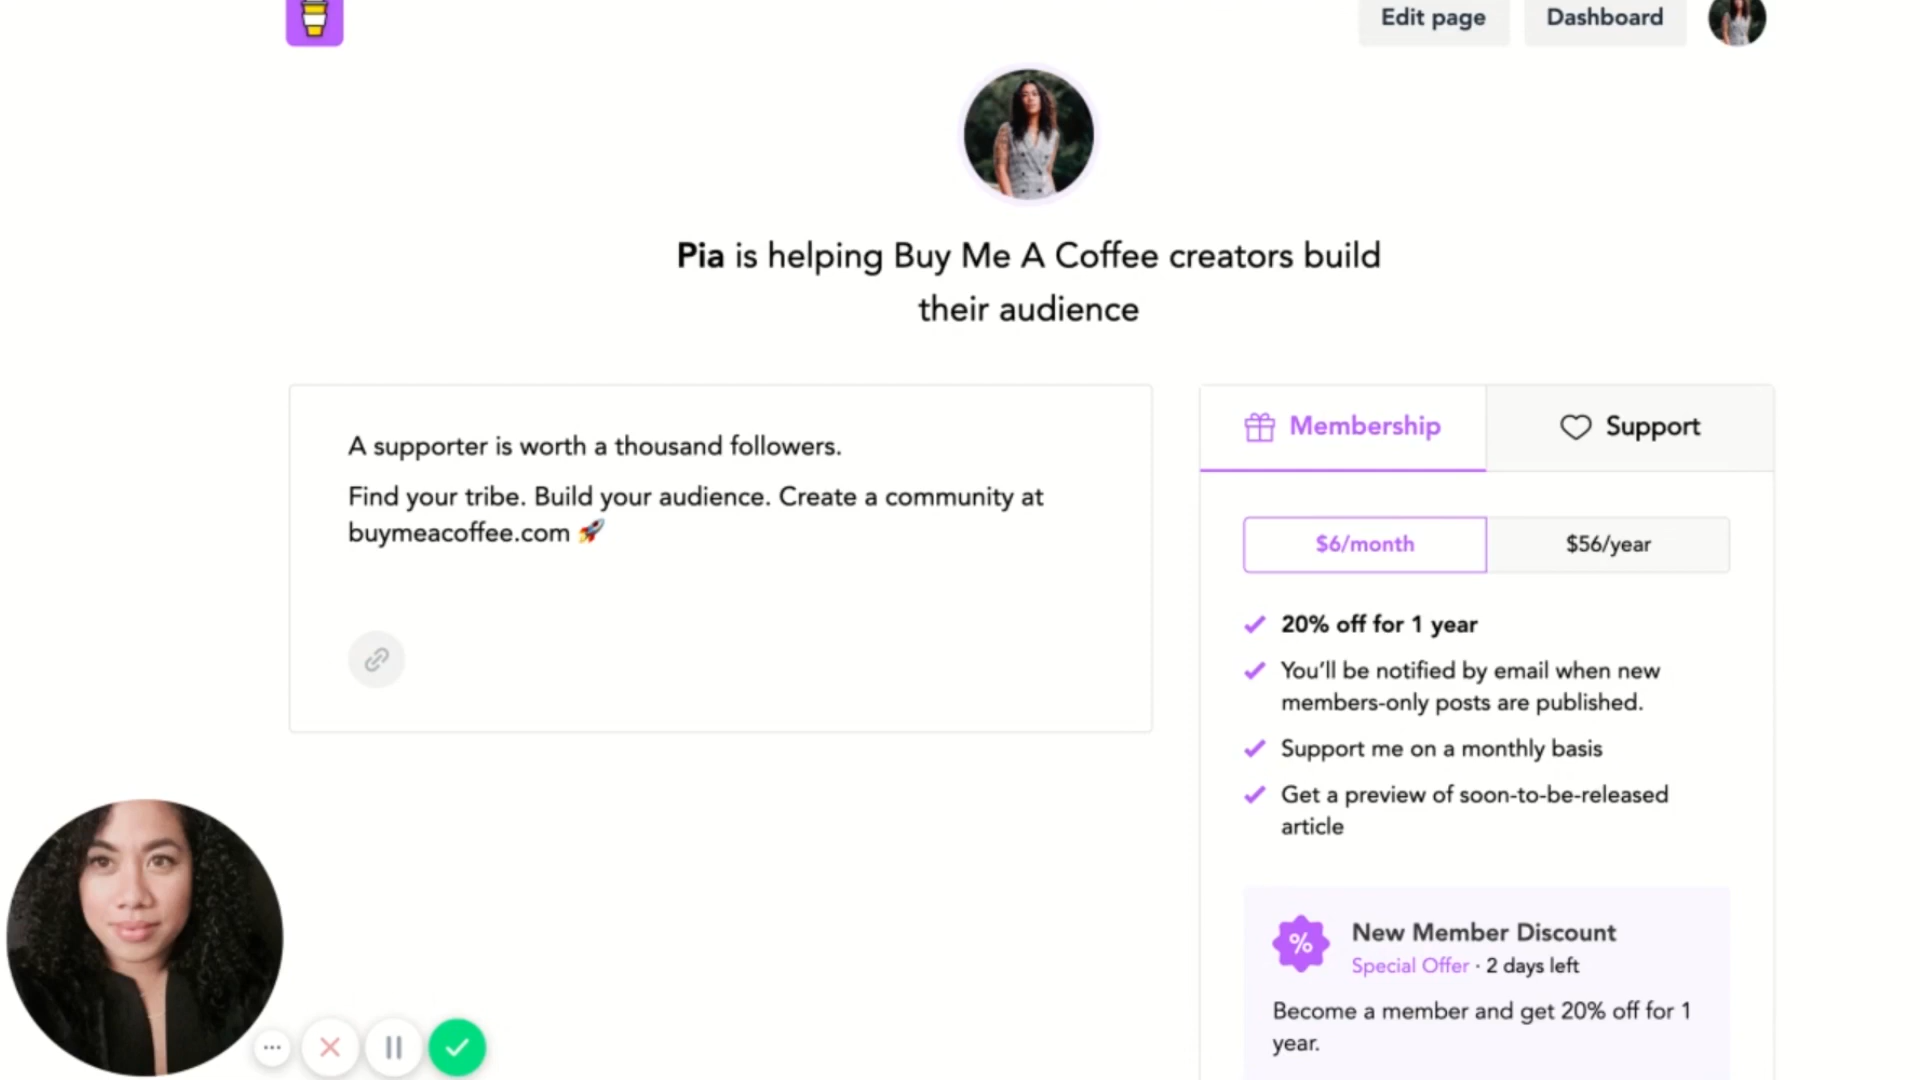 Edit page
Dashboard
Pia is helping Buy Me A Coffee creators build
their audience
A supporter is worth a thousand followers.
Find your tribe. Build your audience. Create a community at
buymeacoffee.com 🚀
Membership
Support
$6/month
$56/year
20% off for 1 year
You’ll be notified by email when new
members-only posts are published.
Support me on a monthly basis
Get a preview of soon-to-be-released
article
%
New Member Discount
Special Offer · 2 days left
Become a member and get 20% off for 1
year.